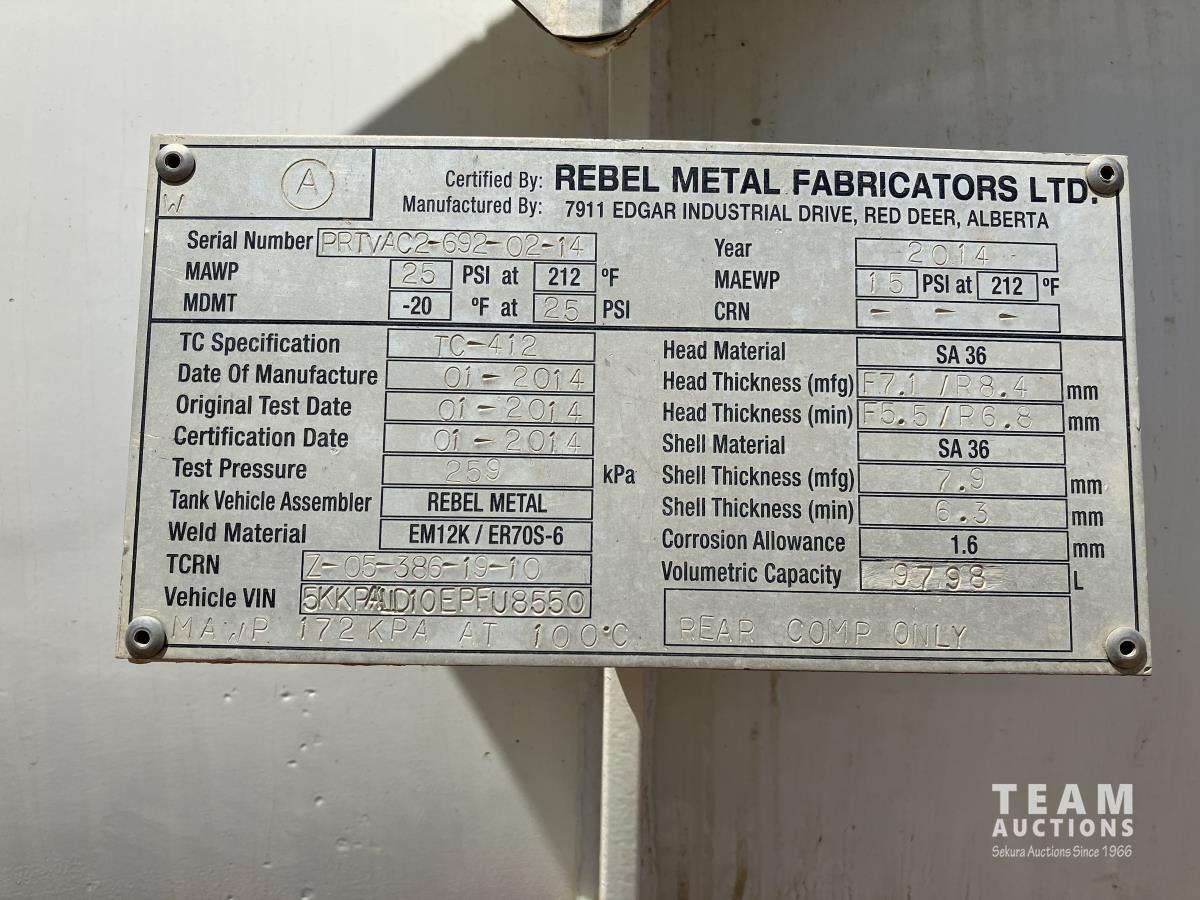 W
A
Certified By: REBEL METAL FABRICATORS LTD.
Manufactured By: 7911 EDGAR INDUSTRIAL DRIVE, RED DEER, ALBERTA
Serial Number PRTVAC2-692-02-14 Year 2014
MAWP 25 PSI at 212 ºF MAEWP 15 PSI at 212 ºF
MDMT -20 ºF at 25 PSI CRN - - -
TC Specification TC-412 Head Material SA 36
Date Of Manufacture 01-2014 Head Thickness (mfg) F7.1/R8.4 mm
Original Test Date 01-2014 Head Thickness (min) F5.5/R6.8 mm
Certification Date 01-2014 Shell Material SA 36
Test Pressure 259 kPa Shell Thickness (mfg) 7.9 mm
Tank Vehicle Assembler REBEL METAL Shell Thickness (min) 6.3 mm
Weld Material EM12K / ER70S-6 Corrosion Allowance 1.6 mm
TCRN Z-05-386-19-10 Volumetric Capacity 9798 L
Vehicle VIN
MAWP 172 KPA AT 100°C REAR COMP ONLY
TEAM
AUCTIONS
Sekura Auctions Since 1966